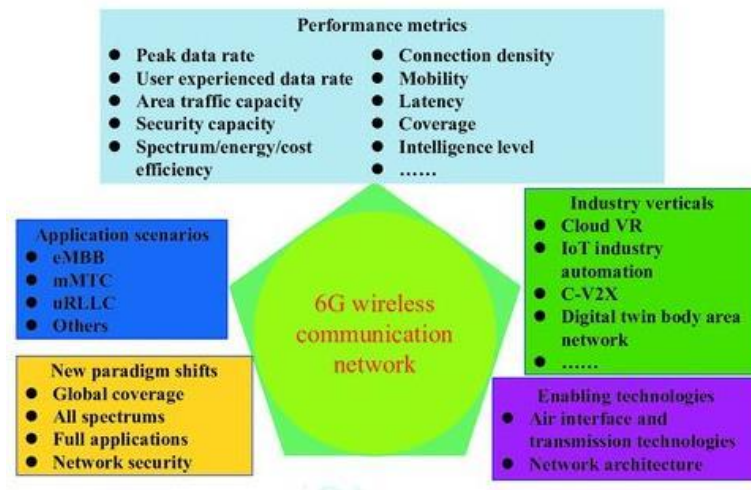 Performance metrics
● Peak data rate
● User experienced data rate
● Area traffic capacity
● Security capacity
● Spectrum/energy/cost
efficiency
● Connection density
● Mobility
● Latency
● Coverage
● Intelligence level
● ......
Application scenarios
● eMBB
● mMTC
● uRLLC
● Others
New paradigm shifts
● Global coverage
● All spectrums
● Full applications
● Network security
6G wireless
communication
network
Industry verticals
● Cloud VR
● IoT industry
automation
● C-V2X
● Digital twin body area
network
● ......
Enabling technologies
● Air interface and
transmission technologies
● Network architecture